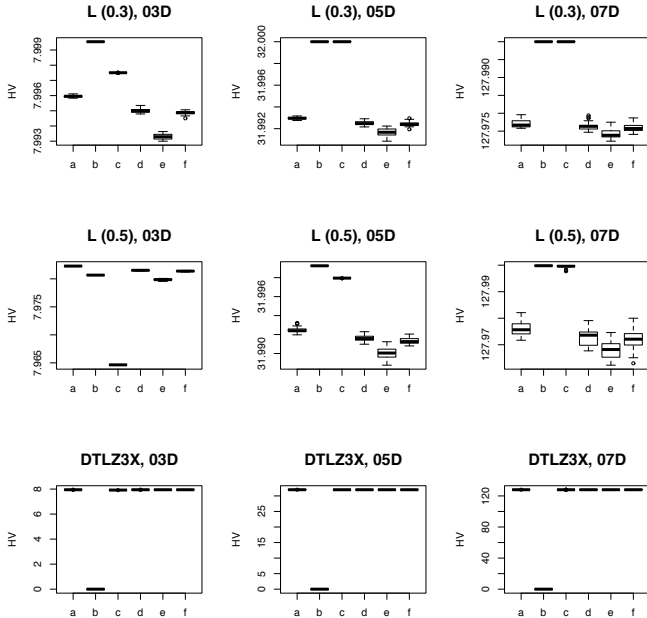 L (0.3), 03D
HV
7.999
7.996
7.993
a b c d e f
L (0.3), 05D
HV
32.000
31.996
31.992
a b c d e f
L (0.3), 07D
HV
127.990
127.975
a b c d e f
L (0.5), 03D
HV
7.975
7.965
a b c d e f
L (0.5), 05D
HV
31.996
31.990
a b c d e f
L (0.5), 07D
HV
127.99
127.97
a b c d e f
DTLZ3X, 03D
HV
8
6
4
2
0
a b c d e f
DTLZ3X, 05D
HV
25
15
5
0
a b c d e f
DTLZ3X, 07D
HV
120
80
40
0
a b c d e f